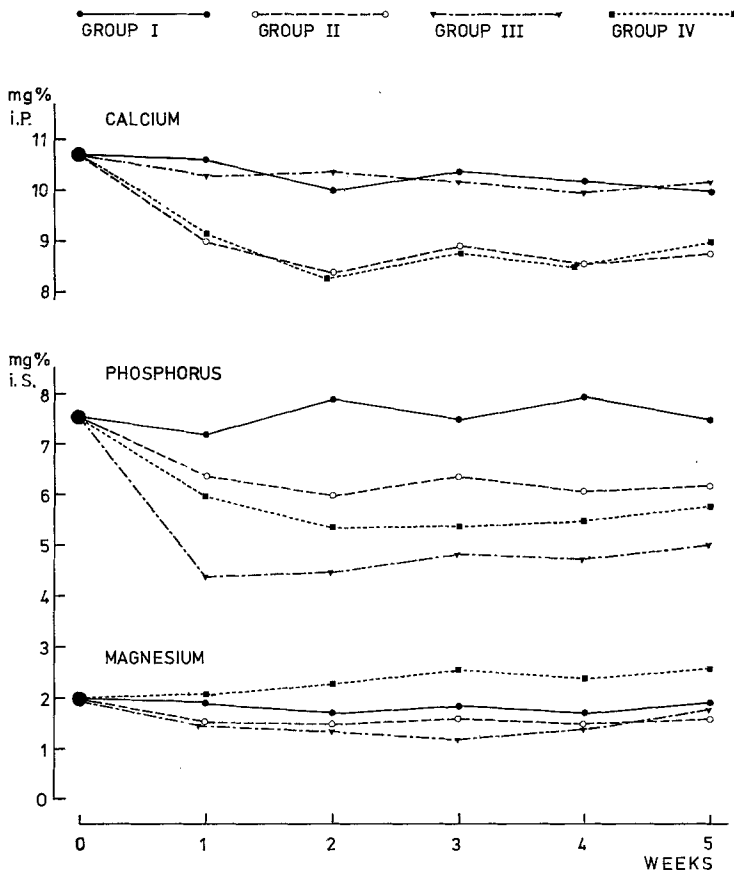 GROUP I GROUP II GROUP III GROUP IV
mg%
i.P.
CALCIUM
11
10
9
8
mg%
i.S.
PHOSPHORUS
8
7
6
5
4
3
MAGNESIUM
2
1
0
0 1 2 3 4 5
WEEKS